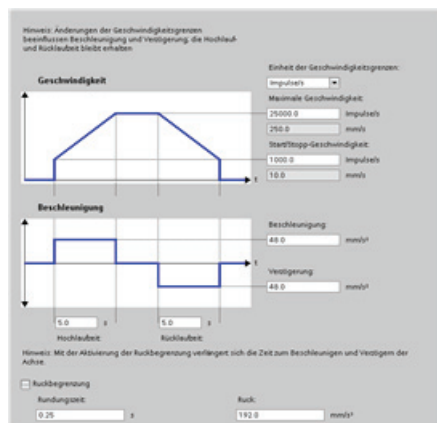 Hinweis: Änderungen der Geschwindigkeitsgrenzen
beeinflussen Beschleunigung und Verzögerung; die Hochlauf-
und Rücklaufzeit bleibt erhalten
Einheit der Geschwindigkeitsgrenzen:
Impulse/s
Geschwindigkeit
Maximale Geschwindigkeit:
25000.0 Impulse/s
250.0 mm/s
Start/Stopp-Geschwindigkeit:
1000.0 Impulse/s
10.0 mm/s
t
Beschleunigung
Beschleunigung:
48.0 mm/s²
t
Verzögerung:
48.0 mm/s²
5.0 s 5.0 s
Hochlaufzeit: Rücklaufzeit:
Hinweis: Mit der Aktivierung der Ruckbegrenzung verlängert sich die Zeit zum Beschleunigen und Verzögern der
Achse.
Ruckbegrenzung
Rundungszeit: Ruck:
0.25 s 192.0 mm/s³